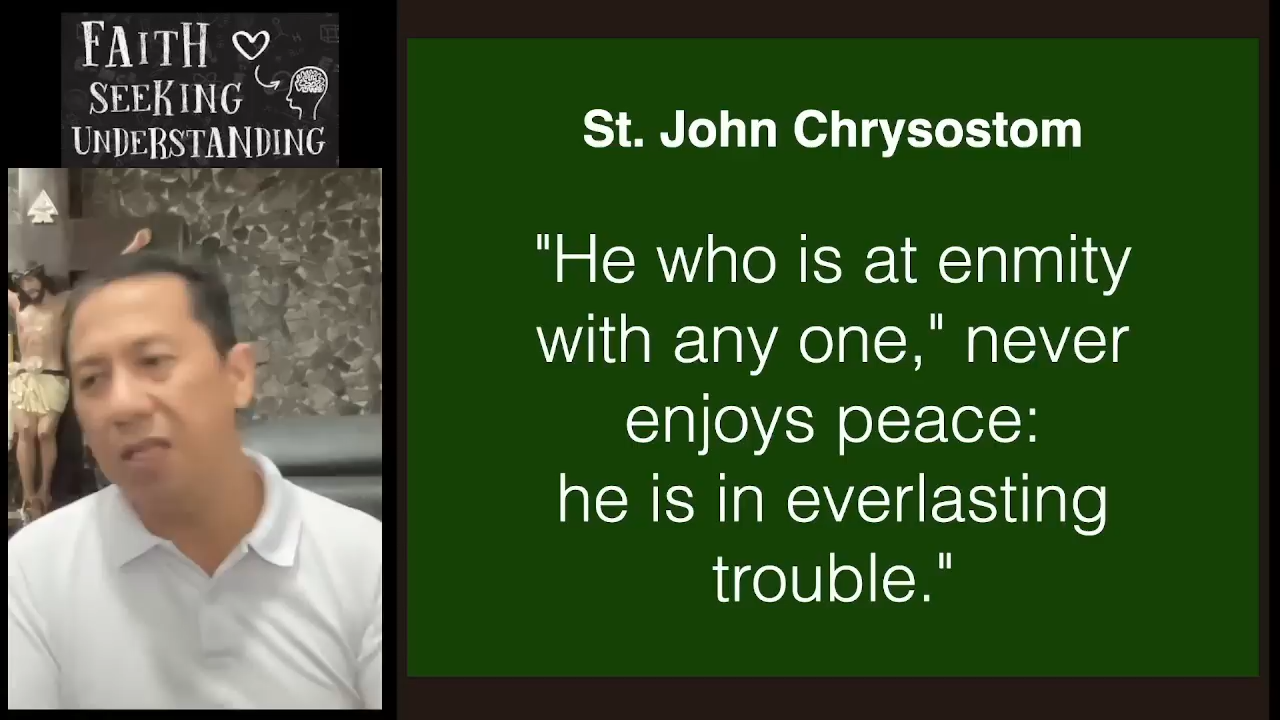 FAITH
SEEKING
UNDERSTANDING
St. John Chrysostom
"He who is at enmity
with any one," never
enjoys peace:
he is in everlasting
trouble."